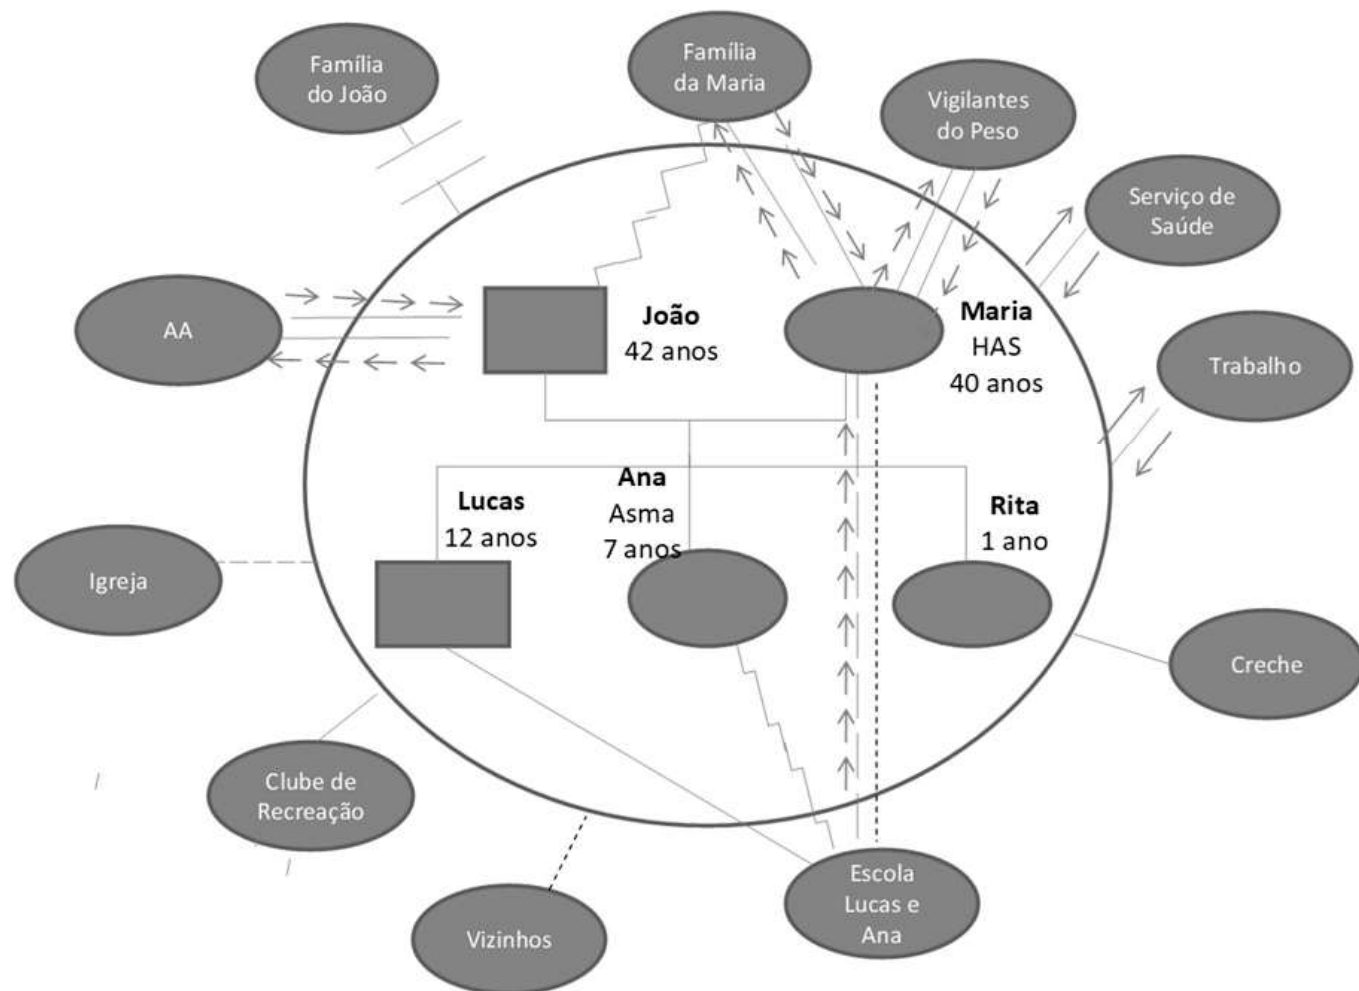 Família
do João
Família
da Maria
Vigilantes
do Peso
Serviço de
Saúde
AA
João
42 anos
Maria
HAS
40 anos
Trabalho
Lucas
12 anos
Ana
Asma
7 anos
Rita
1 ano
Igreja
Creche
Clube de
Recreação
Vizinhos
Escola
Lucas e
Ana